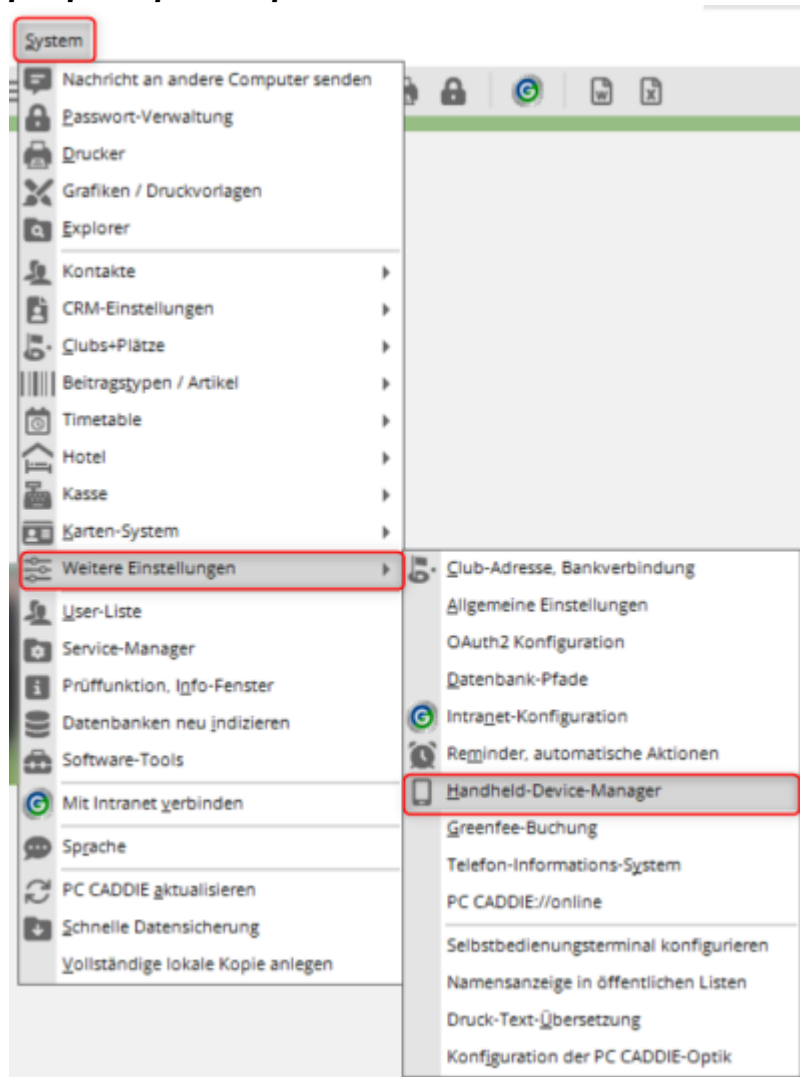 System
Nachricht an andere Computer senden
Passwort-Verwaltung
Drucker
Grafiken / Druckvorlagen
Explorer
Kontakte
CRM-Einstellungen
Clubs+Plätze
Beitragstypen / Artikel
Timetable
Hotel
Kasse
Karten-System
Weitere Einstellungen
User-Liste
Service-Manager
Prüffunktion, Info-Fenster
Datenbanken neu indizieren
Software-Tools
Mit Intranet verbinden
Sprache
PC CADDIE aktualisieren
Schnelle Datensicherung
Vollständige lokale Kopie anlegen
Club-Adresse, Bankverbindung
Allgemeine Einstellungen
OAuth2 Konfiguration
Datenbank-Pfade
Intranet-Konfiguration
Reminder, automatische Aktionen
Handheld-Device-Manager
Greenfee-Buchung
Telefon-Informations-System
PC CADDIE://online
Selbstbedienungsterminal konfigurieren
Namensanzeige in öffentlichen Listen
Druck-Text-Übersetzung
Konfiguration der PC CADDIE-Optik